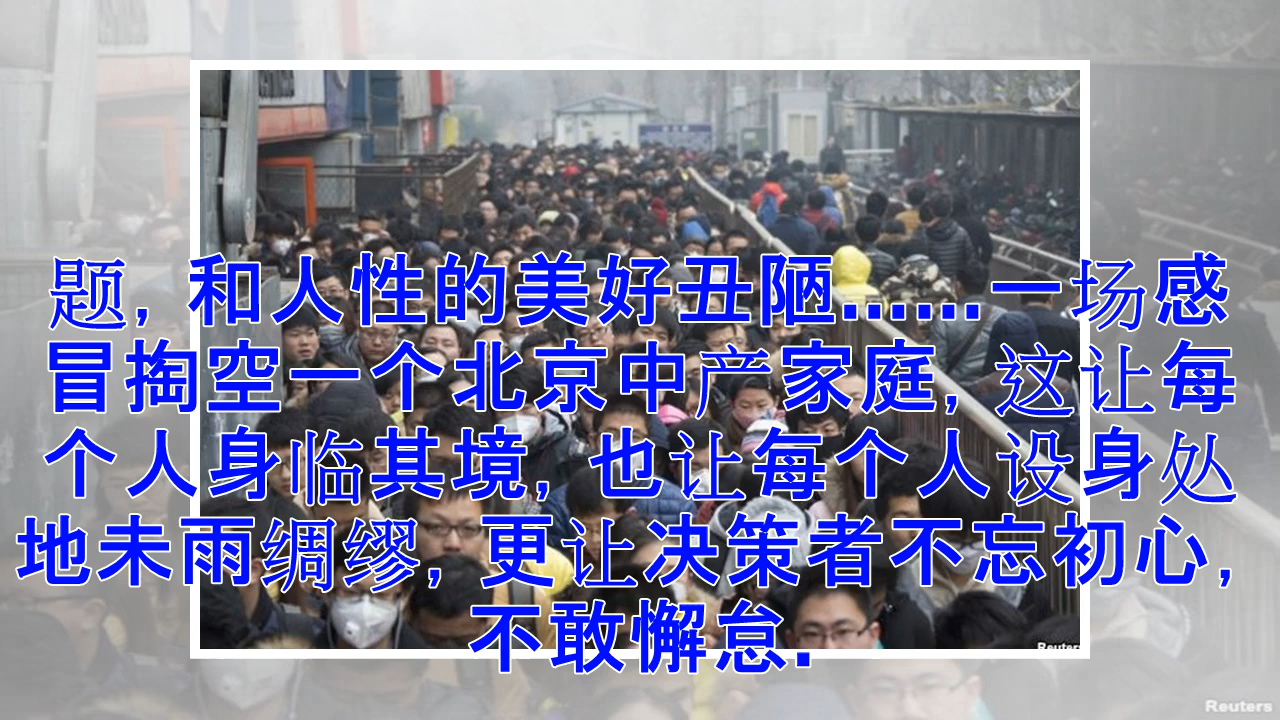 题, 和人性的美好丑陋......一场感
冒掏空一个北京中产家庭, 这让每
个人身临其境, 也让每个人设身处
地未雨绸缪, 更让决策者不忘初心,
不敢懈怠.
Reuters
Reuters